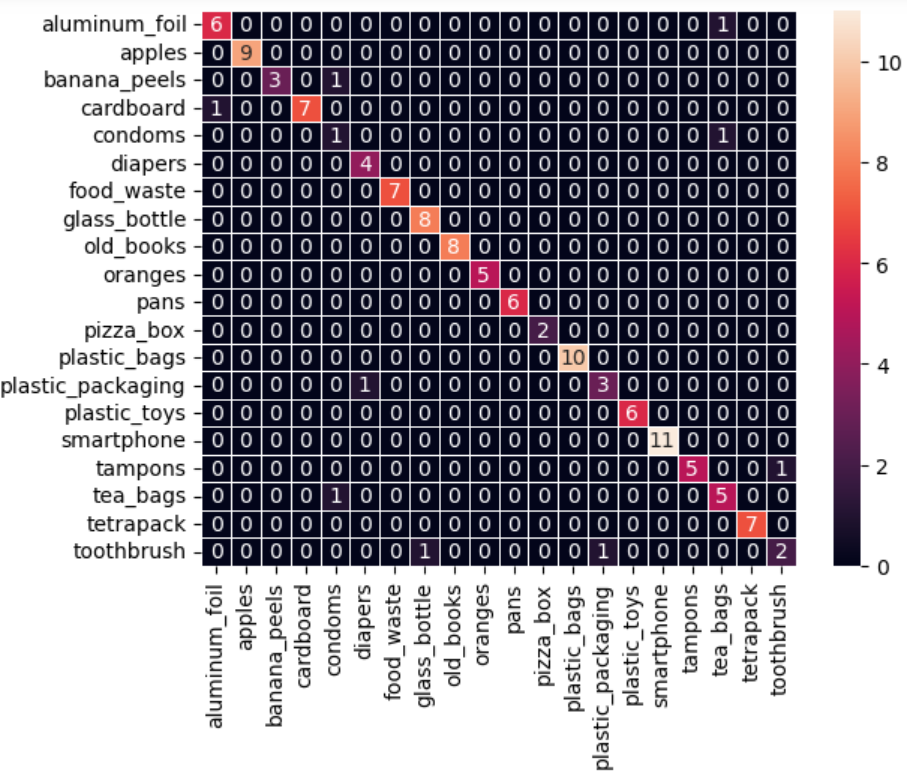 aluminum_foil 6 0 0 0 0 0 0 0 0 0 0 0 0 0 0 0 0 1 0 0
apples 0 9 0 0 0 0 0 0 0 0 0 0 0 0 0 0 0 0 0 0
banana_peels 0 0 3 0 1 0 0 0 0 0 0 0 0 0 0 0 0 0 0 0
cardboard 1 0 0 7 0 0 0 0 0 0 0 0 0 0 0 0 0 0 0 0
condoms 0 0 0 0 1 0 0 0 0 0 0 0 0 0 0 0 0 1 0 0
diapers 0 0 0 0 0 4 0 0 0 0 0 0 0 0 0 0 0 0 0 0
food_waste 0 0 0 0 0 0 7 0 0 0 0 0 0 0 0 0 0 0 0 0
glass_bottle 0 0 0 0 0 0 0 8 0 0 0 0 0 0 0 0 0 0 0 0
old_books 0 0 0 0 0 0 0 0 8 0 0 0 0 0 0 0 0 0 0 0
oranges 0 0 0 0 0 0 0 0 0 5 0 0 0 0 0 0 0 0 0 0
pans 0 0 0 0 0 0 0 0 0 0 6 0 0 0 0 0 0 0 0 0
pizza_box 0 0 0 0 0 0 0 0 0 0 0 2 0 0 0 0 0 0 0 0
plastic_bags 0 0 0 0 0 0 0 0 0 0 0 0 10 0 0 0 0 0 0 0
plastic_packaging 0 0 0 0 0 1 0 0 0 0 0 0 0 3 0 0 0 0 0 0
plastic_toys 0 0 0 0 0 0 0 0 0 0 0 0 0 0 6 0 0 0 0 0
smartphone 0 0 0 0 0 0 0 0 0 0 0 0 0 0 0 11 0 0 0 0
tampons 0 0 0 0 0 0 0 0 0 0 0 0 0 0 0 0 5 0 0 1
tea_bags 0 0 0 0 1 0 0 0 0 0 0 0 0 0 0 0 0 5 0 0
tetrapack 0 0 0 0 0 0 0 0 0 0 0 0 0 0 0 0 0 0 7 0
toothbrush 0 0 0 0 0 0 0 1 0 0 0 0 0 1 0 0 0 0 0 2
aluminum_foil
apples
banana_peels
cardboard
condoms
diapers
food_waste
glass_bottle
old_books
oranges
pans
pizza_box
plastic_bags
plastic_packaging
plastic_toys
smartphone
tampons
tea_bags
tetrapack
toothbrush
10
8
6
4
2
0